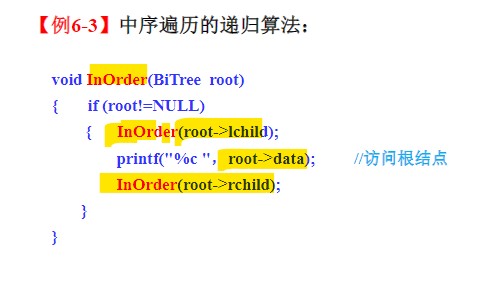 【例6-3】中序遍历的递归算法：
void InOrder(BiTree root)
{ if (root!=NULL)
{ InOrder(root->lchild);
printf("%c ", root->data); //访问根结点
InOrder(root->rchild);
}
}